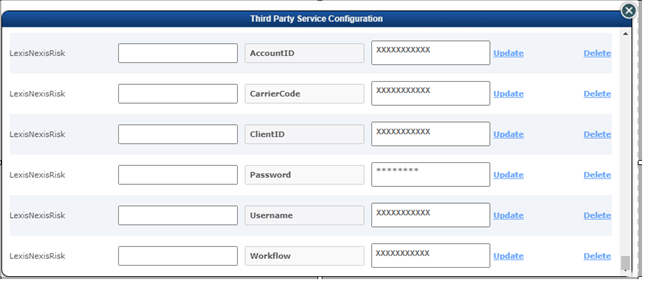 Third Party Service Configuration
LexisNexisRisk AccountID XXXXXXXXXXX Update Delete
LexisNexisRisk CarrierCode XXXXXXXXXXX Update Delete
LexisNexisRisk ClientID XXXXXXXXXXX Update Delete
LexisNexisRisk Password ******** Update Delete
LexisNexisRisk Username XXXXXXXXXXX Update Delete
LexisNexisRisk Workflow XXXXXXXXXXX Update Delete